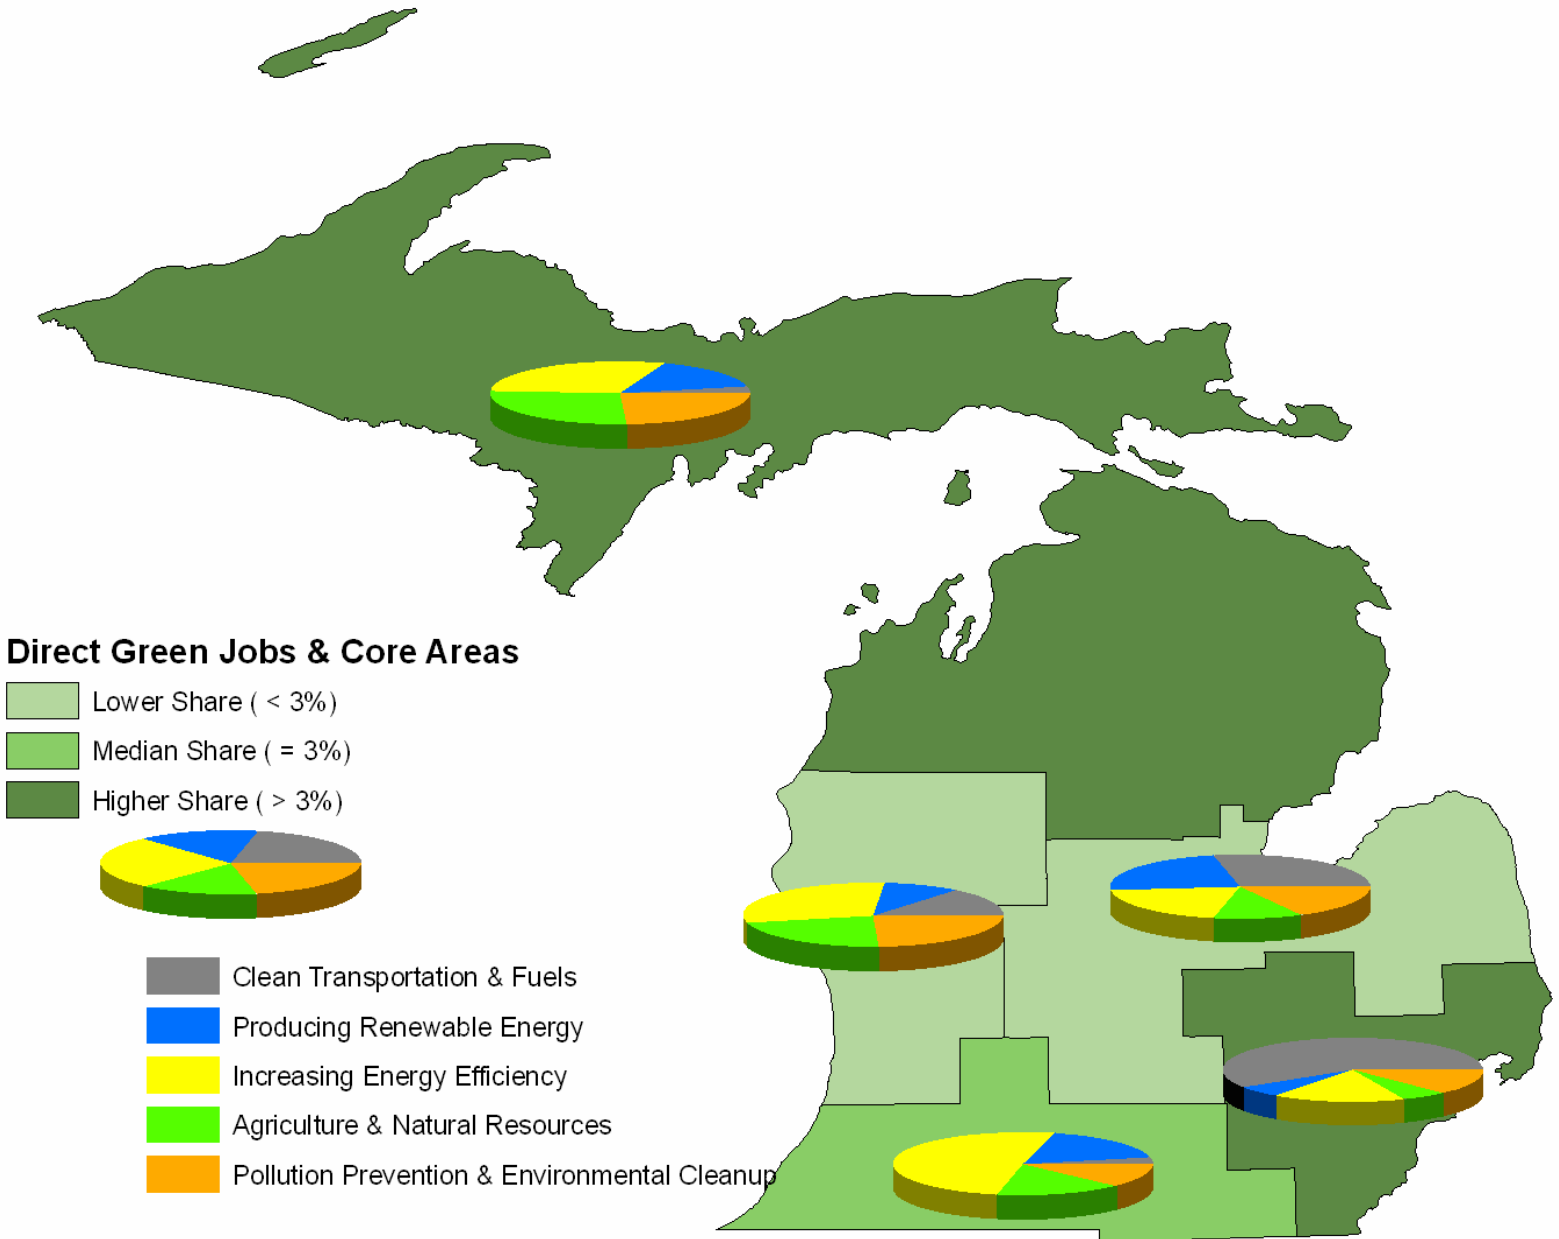 Direct Green Jobs & Core Areas
Lower Share ( < 3%)
Median Share ( = 3%)
Higher Share ( > 3%)
Clean Transportation & Fuels
Producing Renewable Energy
Increasing Energy Efficiency
Agriculture & Natural Resources
Pollution Prevention & Environmental Cleanup